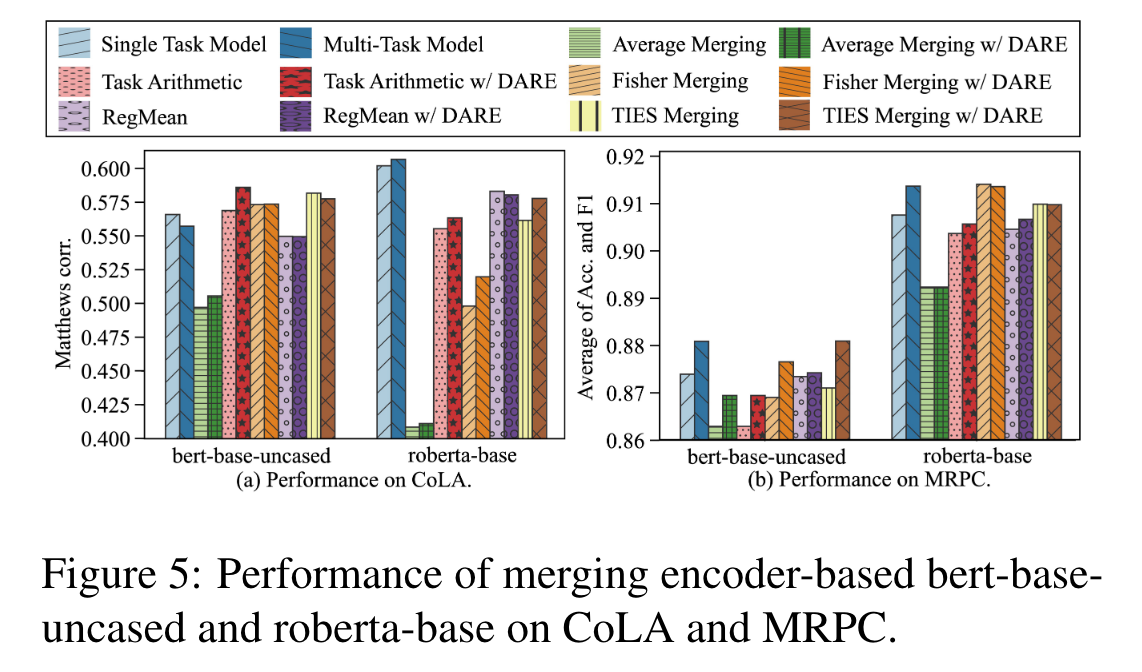 Single Task Model Multi-Task Model Average Merging Average Merging w/ DARE
Task Arithmetic Task Arithmetic w/ DARE Fisher Merging Fisher Merging w/ DARE
RegMean RegMean w/ DARE TIES Merging TIES Merging w/ DARE
Matthews corr.
0.600
0.575
0.550
0.525
0.500
0.475
0.450
0.425
0.400
bert-base-uncased roberta-base
(a) Performance on CoLA.
Average of Acc. and F1
0.92
0.91
0.90
0.89
0.88
0.87
0.86
bert-base-uncased roberta-base
(b) Performance on MRPC.
Figure 5: Performance of merging encoder-based bert-base-
uncased and roberta-base on CoLA and MRPC.